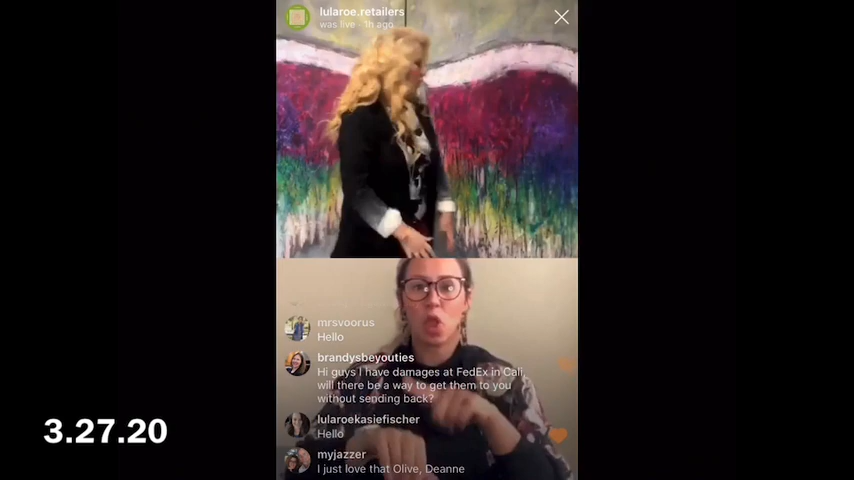 lularoe.retailers
was live · 1h ago
mrsvoorus
Hello
brandysbeyouties
Hi guys I have damages at FedEx in Cali,
will there be a way to get them to you
without sending back?
lularoekasiefischer
Hello
3.27.20
myjazzer
I just love that Olive, Deanne